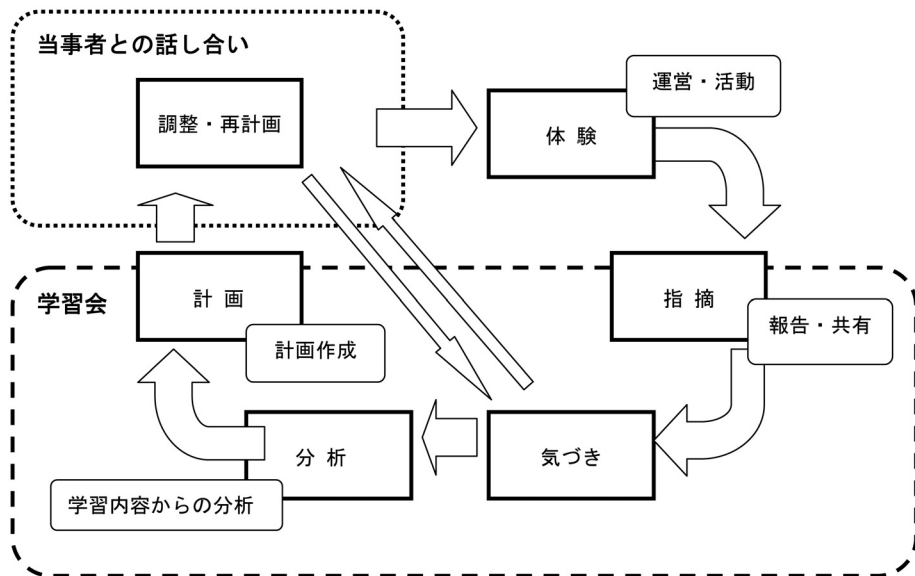 当事者との話し合い
調整・再計画
運営・活動
体 験
学習会
計 画
計画作成
指 摘
報告・共有
分 析
学習内容からの分析
気づき